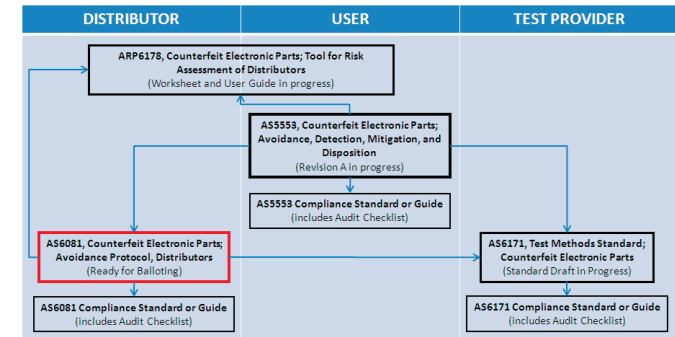 DISTRIBUTOR USER TEST PROVIDER
ARP6178, Counterfeit Electronic Parts; Tool for Risk
Assessment of Distributors
(Worksheet and User Guide in progress)
AS5553, Counterfeit Electronic Parts;
Avoidance, Detection, Mitigation, and
Disposition
(Revision A in progress)
AS5553 Compliance Standard or Guide
(includes Audit Checklist)
AS6081, Counterfeit Electronic Parts;
Avoidance Protocol, Distributors
(Ready for Balloting)
AS6171, Test Methods Standard;
Counterfeit Electronic Parts
(Standard Draft in Progress)
AS6081 Compliance Standard or Guide
(includes Audit Checklist)
AS6171 Compliance Standard or Guide
(includes Audit Checklist)